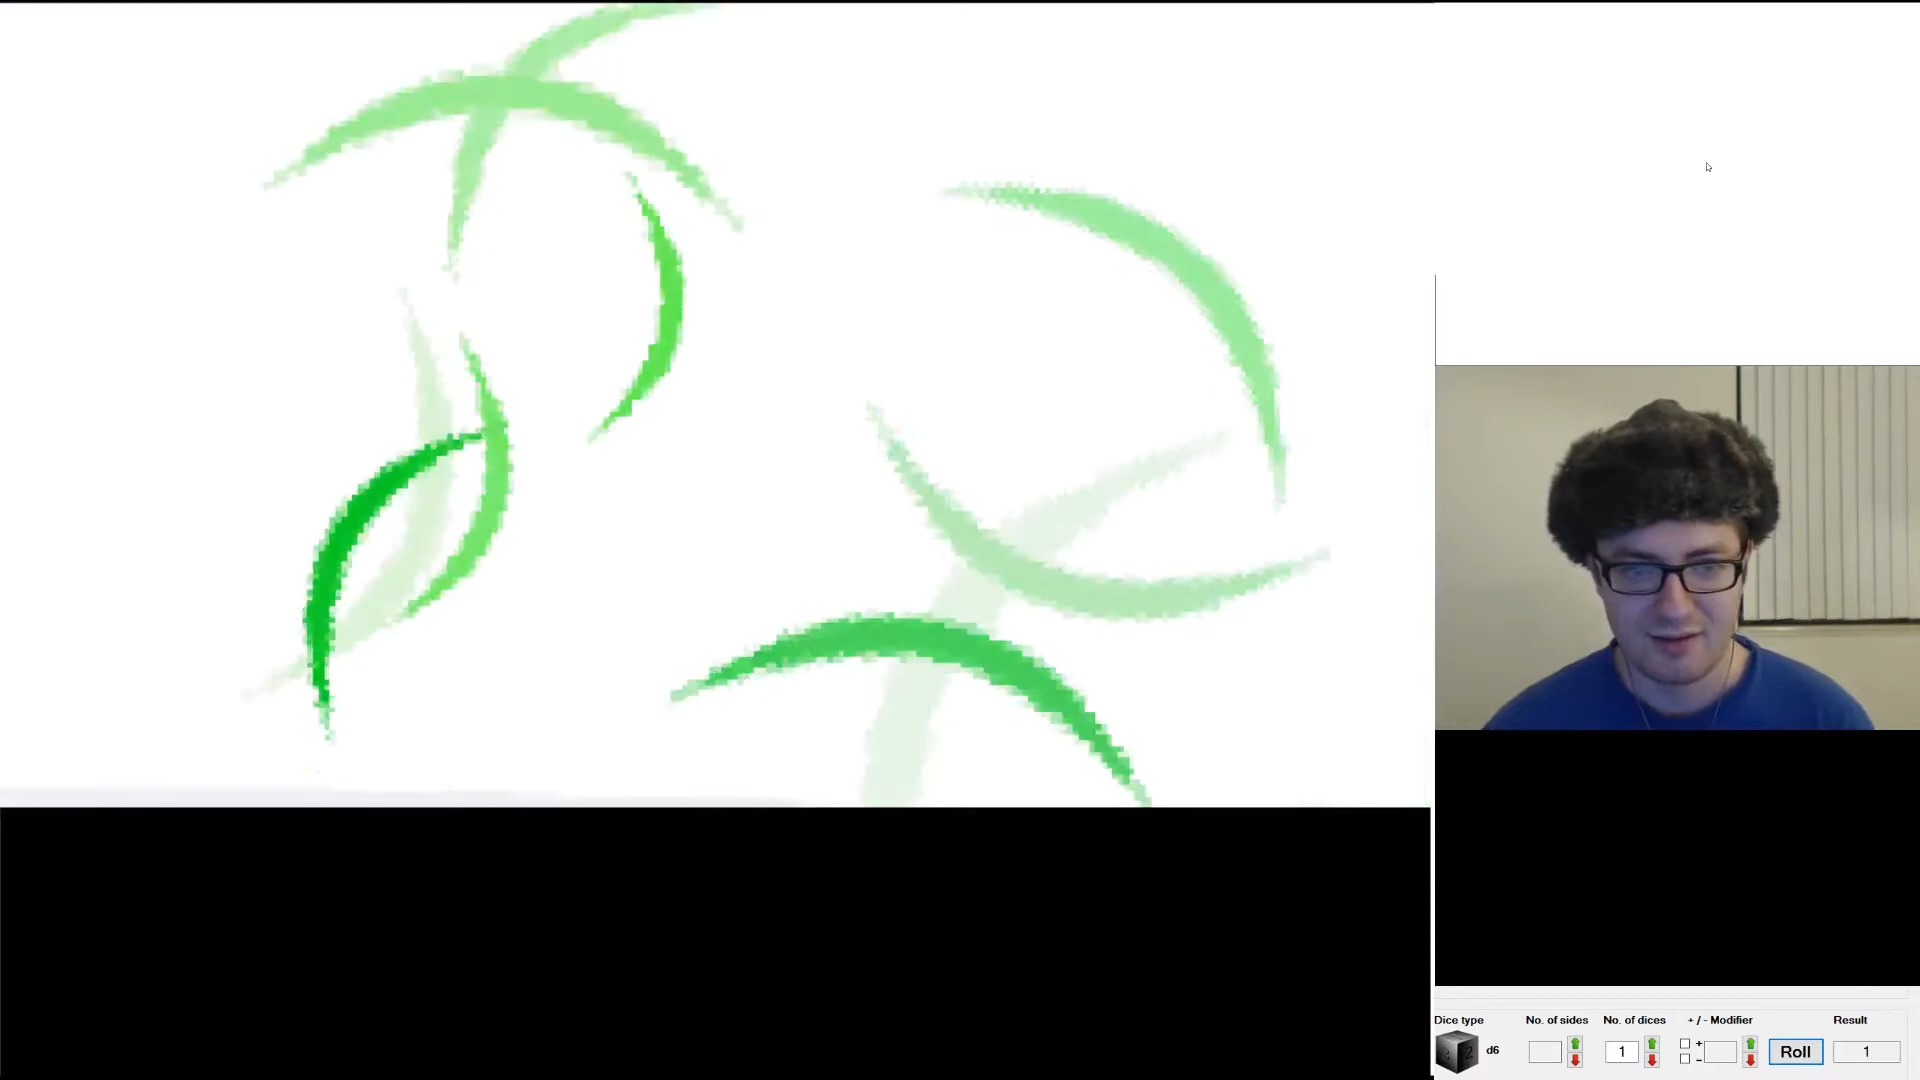 Dice type No. of sides No. of dices + / - Modifier Result
d6 1 + - Roll 1